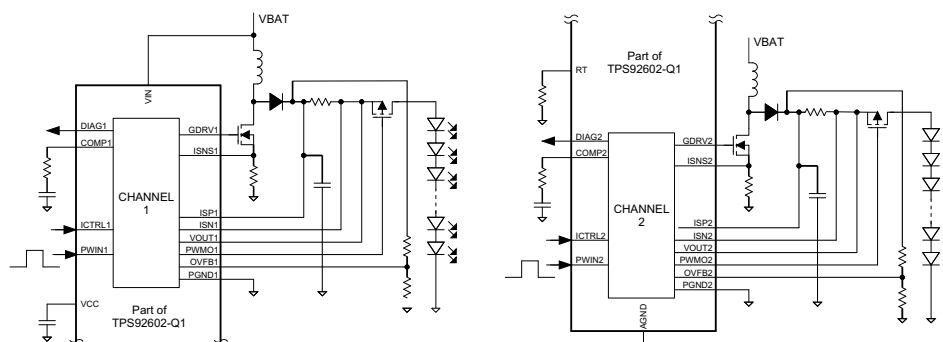 VBAT
VIN
DIAG1
COMP1
GDRV1
ISNS1
CHANNEL
1
ISP1
ISN1
ICTRL1
VOUT1
PWIN1
PWMO1
OVFB1
PGND1
VCC
Part of
TPS92602-Q1
Part of
TPS92602-Q1
VBAT
RT
DIAG2
COMP2
GDRV2
ISNS2
CHANNEL
2
ISP2
ISN2
ICTRL2
VOUT2
PWIN2
PWMO2
OVFB2
PGND2
AGND